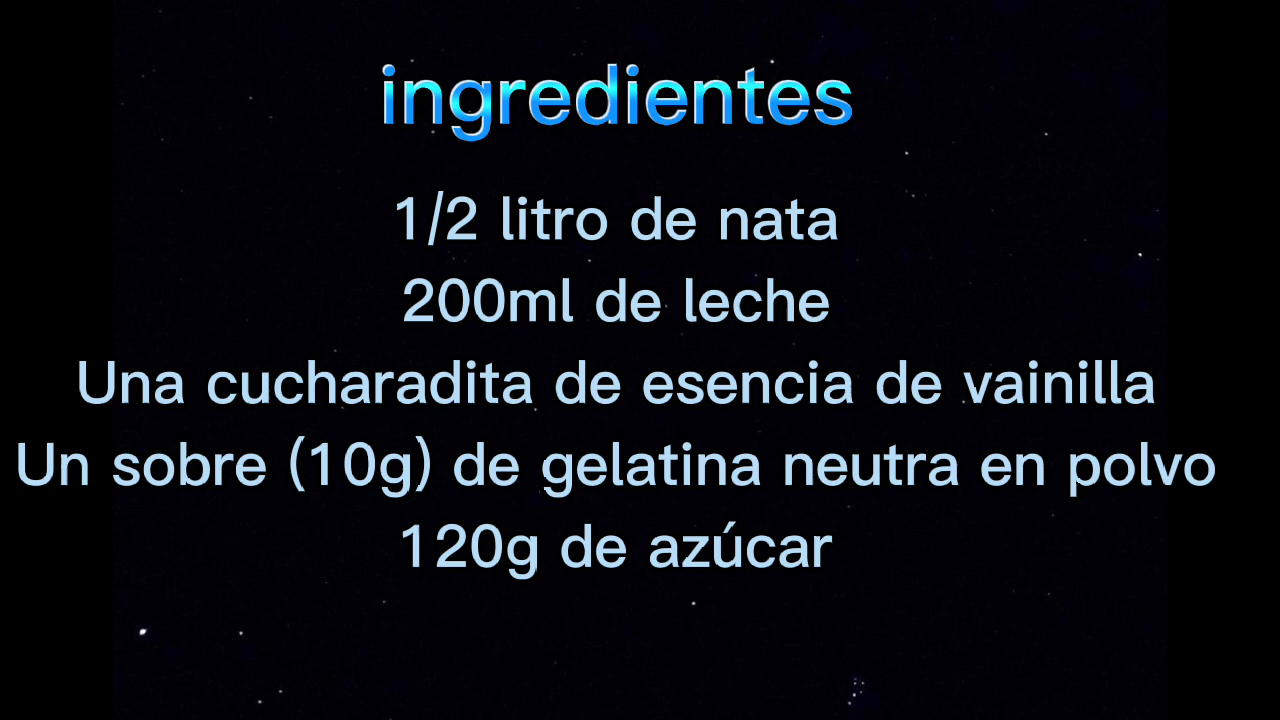 ingredientes
1/2 litro de nata
200ml de leche
Una cucharadita de esencia de vainilla
Un sobre (10g) de gelatina neutra en polvo
120g de azúcar